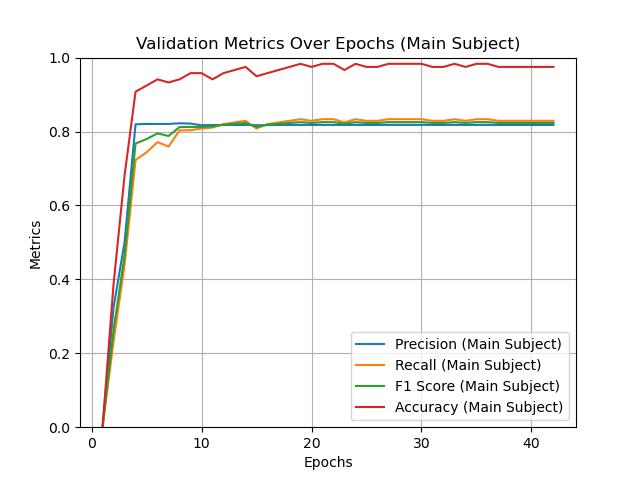 Validation Metrics Over Epochs (Main Subject)
1.0
0.8
0.6
0.4
0.2
0.0
Metrics
0 10 20 30 40
Epochs
Precision (Main Subject)
Recall (Main Subject)
F1 Score (Main Subject)
Accuracy (Main Subject)